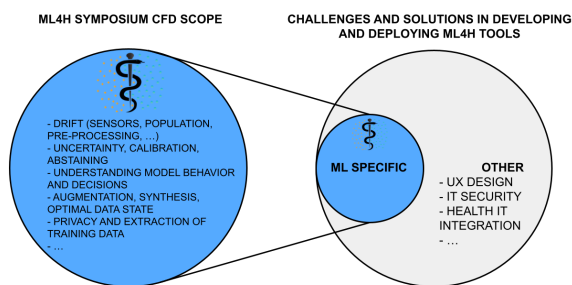 ML4H SYMPOSIUM CFD SCOPE
- DRIFT (SENSORS, POPULATION,
PRE-PROCESSING, ...)
- UNCERTAINTY, CALIBRATION,
ABSTAINING
- UNDERSTANDING MODEL BEHAVIOR
AND DECISIONS
- AUGMENTATION, SYNTHESIS,
OPTIMAL DATA STATE
- PRIVACY AND EXTRACTION OF
TRAINING DATA
- ...
CHALLENGES AND SOLUTIONS IN DEVELOPING
AND DEPLOYING ML4H TOOLS
ML SPECIFIC
OTHER
- UX DESIGN
- IT SECURITY
- HEALTH IT
INTEGRATION
- ...